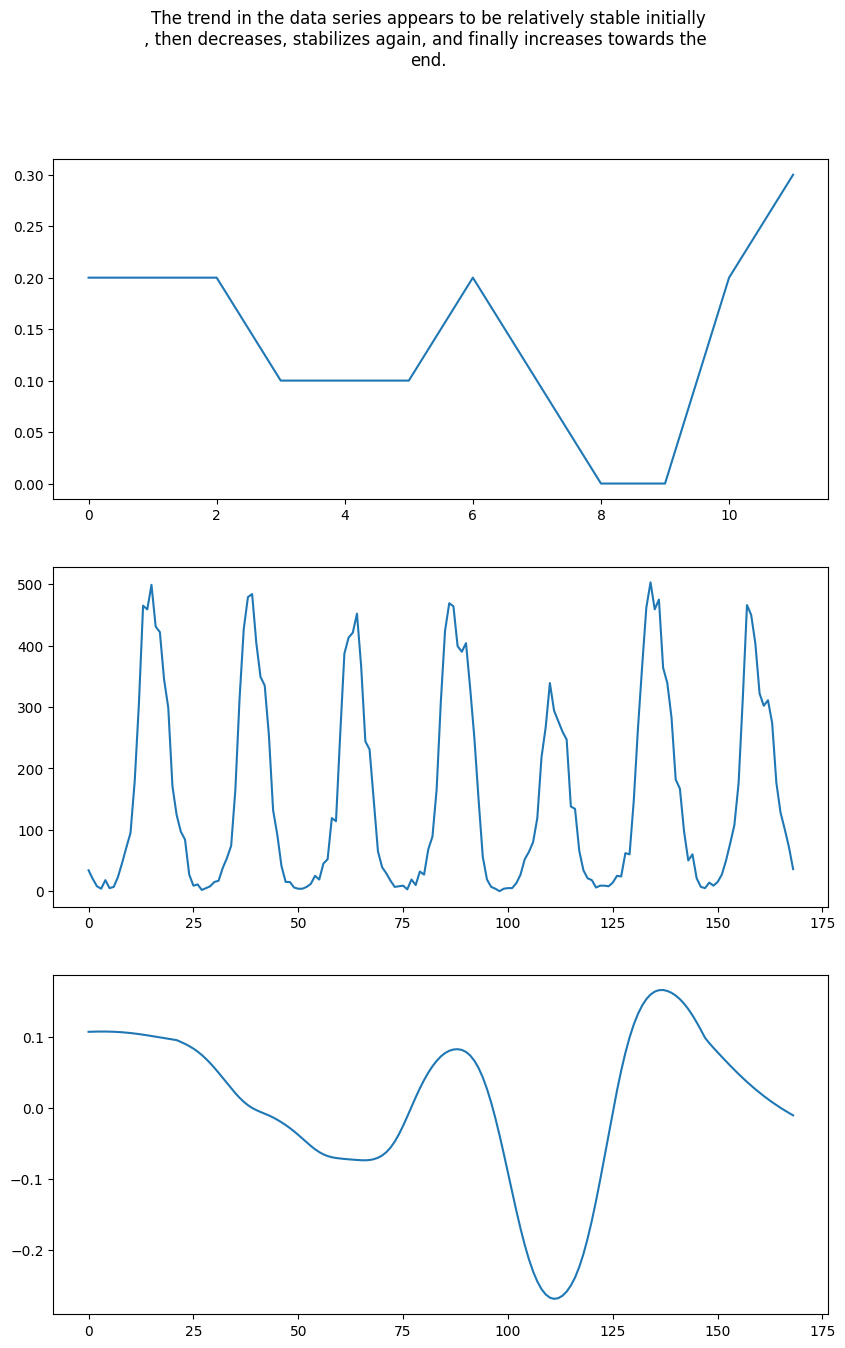 The trend in the data series appears to be relatively stable initially
, then decreases, stabilizes again, and finally increases towards the
end.
0.30
0.25
0.20
0.15
0.10
0.05
0.00
0 2 4 6 8 10
500
400
300
200
100
0
0 25 50 75 100 125 150 175
0.1
0.0
−0.1
−0.2
0 25 50 75 100 125 150 175